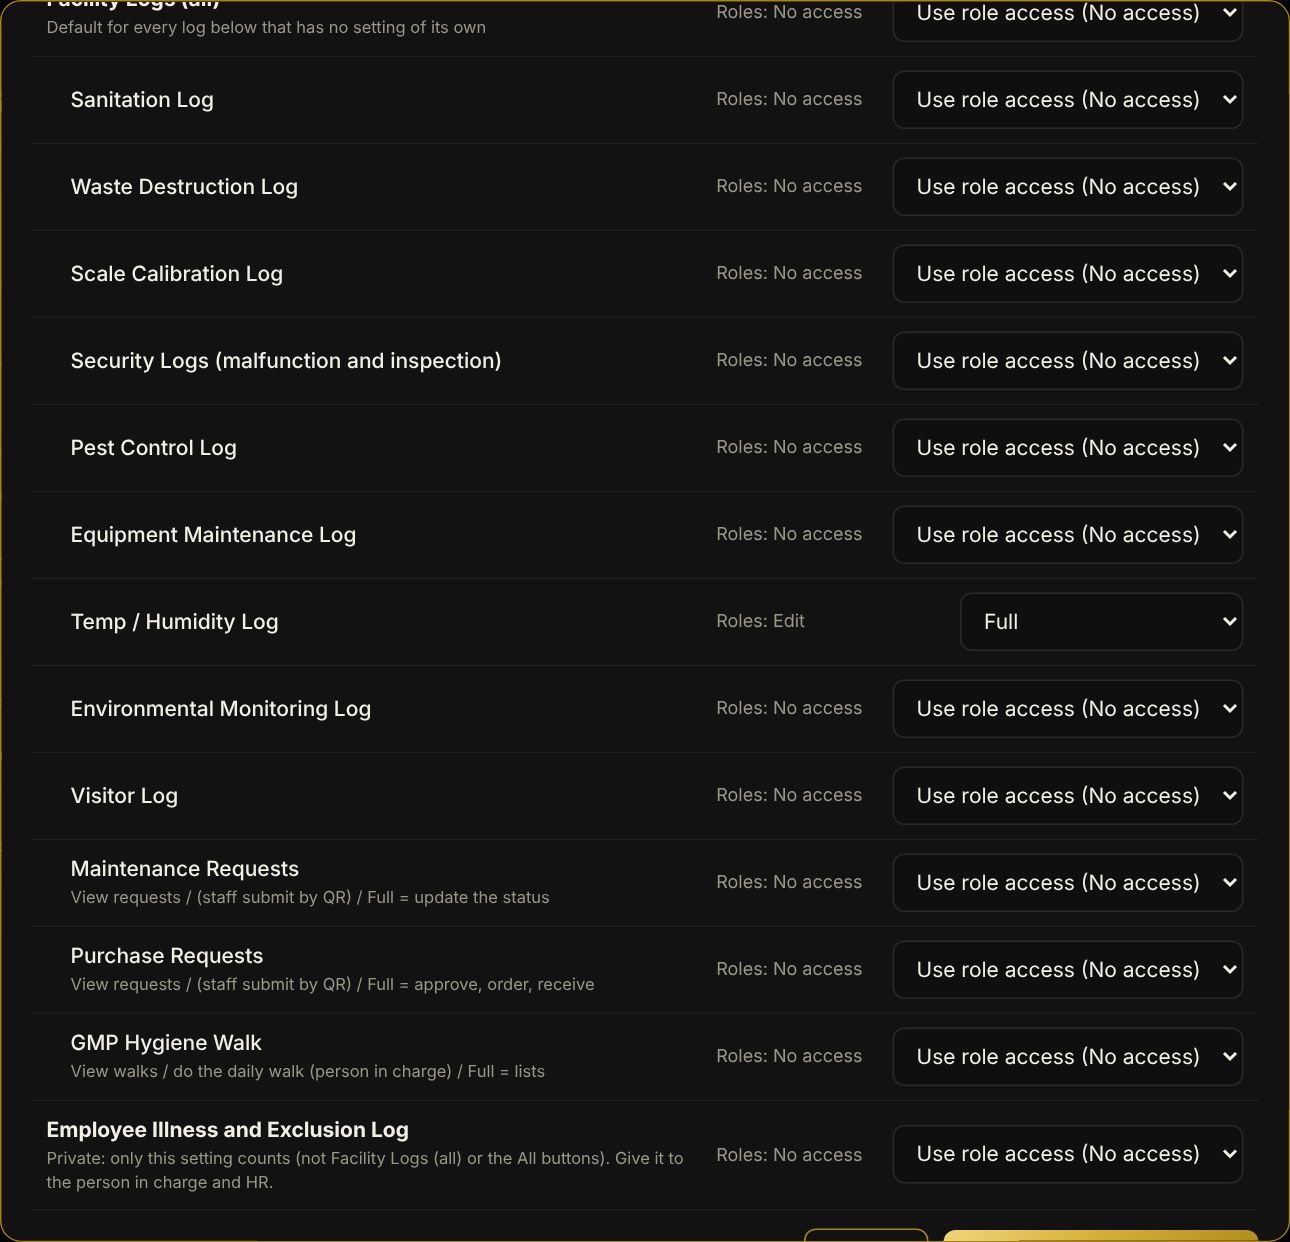 Facility Logs (all)
Roles: No access
Use role access (No access)
Default for every log below that has no setting of its own
Sanitation Log
Roles: No access
Use role access (No access)
Waste Destruction Log
Roles: No access
Use role access (No access)
Scale Calibration Log
Roles: No access
Use role access (No access)
Security Logs (malfunction and inspection)
Roles: No access
Use role access (No access)
Pest Control Log
Roles: No access
Use role access (No access)
Equipment Maintenance Log
Roles: No access
Use role access (No access)
Temp / Humidity Log
Roles: Edit
Full
Environmental Monitoring Log
Roles: No access
Use role access (No access)
Visitor Log
Roles: No access
Use role access (No access)
Maintenance Requests
View requests / (staff submit by QR) / Full = update the status
Roles: No access
Use role access (No access)
Purchase Requests
View requests / (staff submit by QR) / Full = approve, order, receive
Roles: No access
Use role access (No access)
GMP Hygiene Walk
View walks / do the daily walk (person in charge) / Full = lists
Roles: No access
Use role access (No access)
Employee Illness and Exclusion Log
Private: only this setting counts (not Facility Logs (all) or the All buttons). Give it to
the person in charge and HR.
Roles: No access
Use role access (No access)